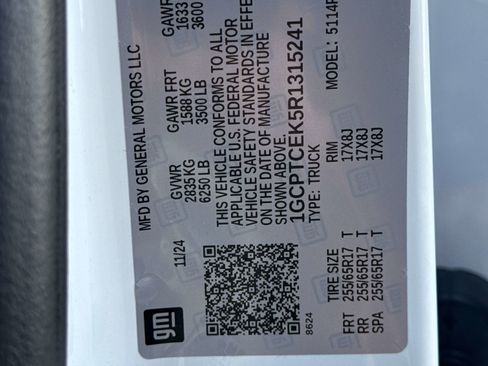 MFD BY GENERAL MOTORS LLC
11/24
GVWR
2835 KG
6250 LB
GAWR FRT
1588 KG
3500 LB
GAWR
1633
3600
THIS VEHICLE CONFORMS TO ALL
APPLICABLE U.S. FEDERAL MOTOR
VEHICLE SAFETY STANDARDS IN EFFE
ON THE DATE OF MANUFACTURE
SHOWN ABOVE.
1GCPTCEK5R1315241
TYPE: TRUCK
MODEL: 5114
gm
8624
TIRE SIZE RIM
FRT 255/65R17 T 17X8J
RR 255/65R17 T 17X8J
SPA 255/65R17 T 17X8J